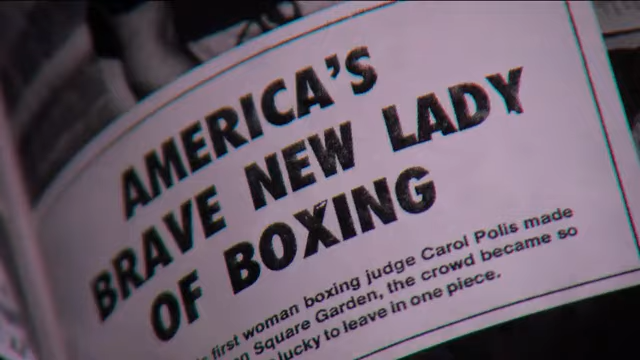 AMERICA'S
BRAVE NEW LADY
OF BOXING
first woman boxing judge Carol Polis made
Square Garden, the crowd became so
lucky to leave in one piece.